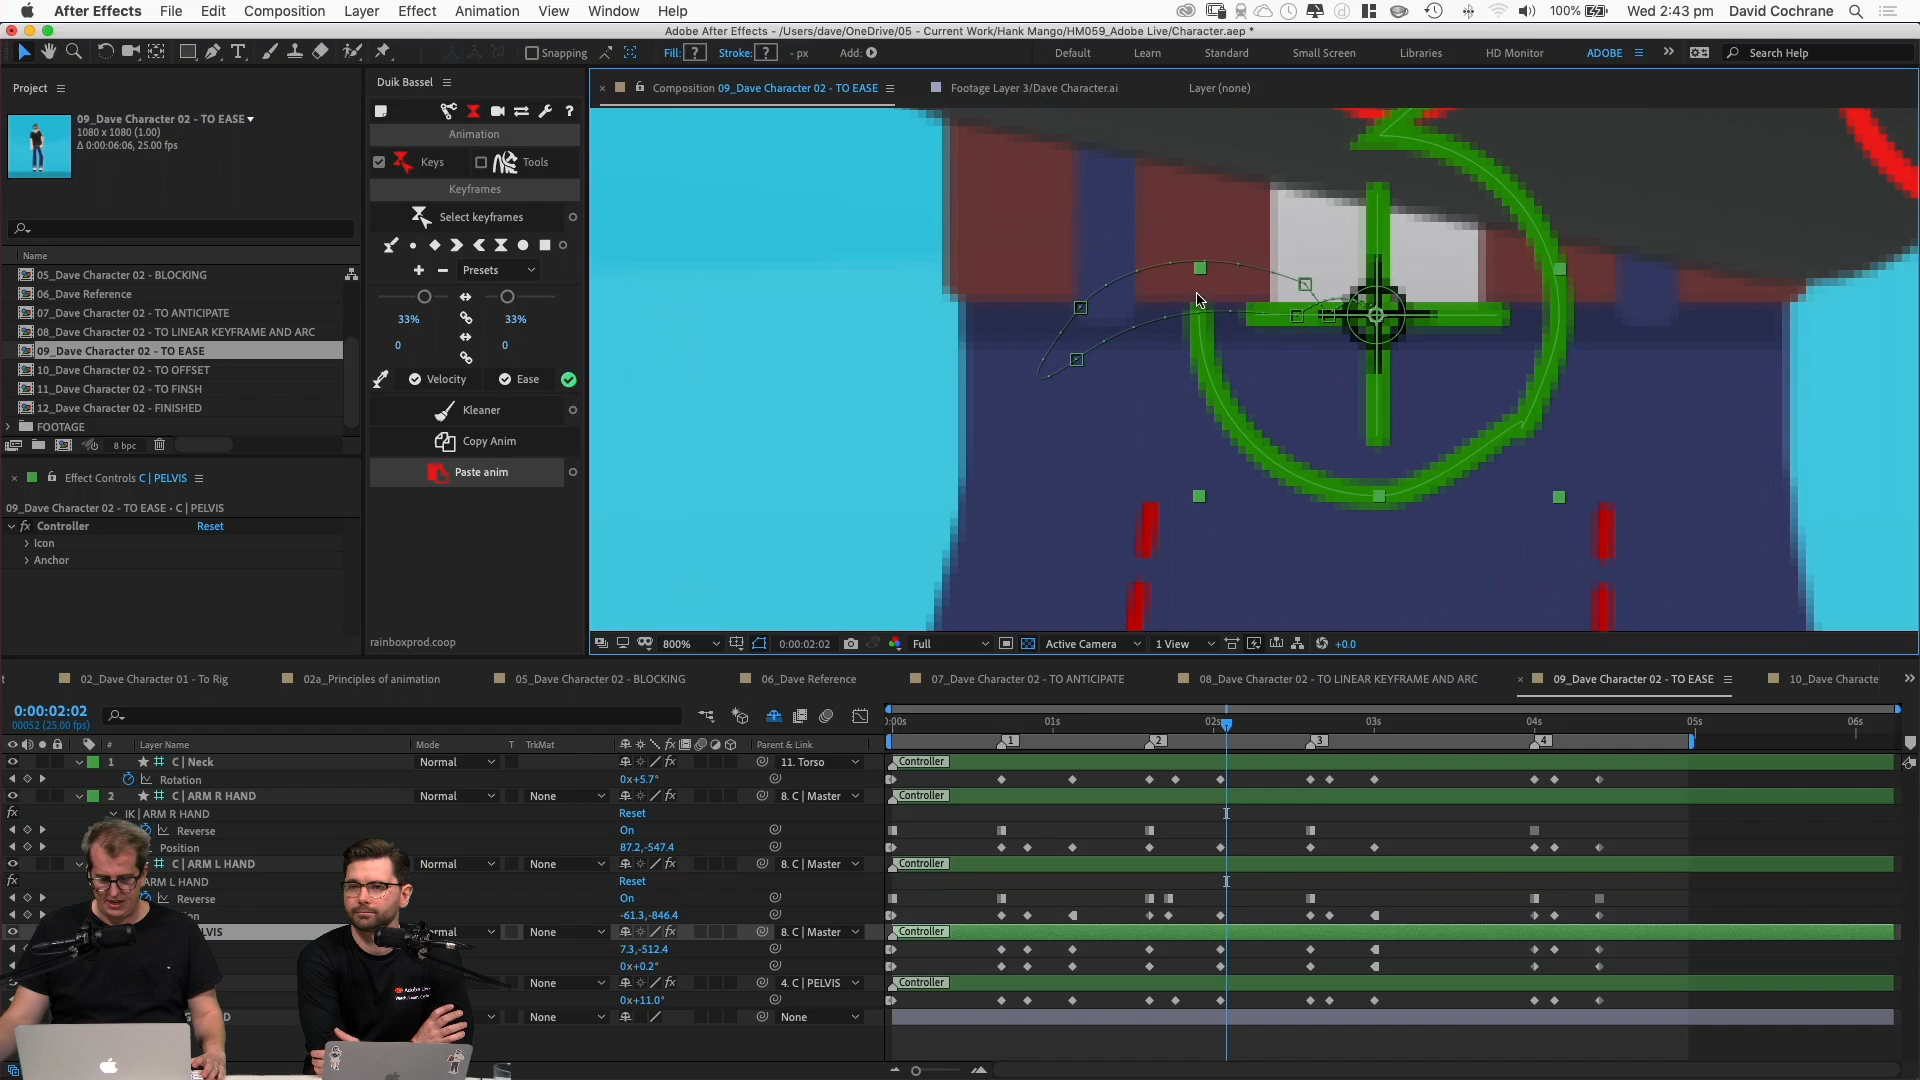 After Effects File Edit Composition Layer Effect Animation View Window Help 100% Wed 2:43 pm David Cochrane
Adobe After Effects - /Users/dave/OneDrive/05 - Current Work/Hank Mango/HM059_Adobe Live/Character.aep *
Snapping Fill: ? Stroke: ? - px Add: Default Learn Standard Small Screen Libraries HD Monitor ADOBE Search Help
Project
09_Dave Character 02 - TO EASE
1080 x 1080 (1.00)
Δ 0:00:06:06, 25.00 fps
Name
05_Dave Character 02 - BLOCKING
06_Dave Reference
07_Dave Character 02 - TO ANTICIPATE
08_Dave Character 02 - TO LINEAR KEYFRAME AND ARC
09_Dave Character 02 - TO EASE
10_Dave Character 02 - TO OFFSET
11_Dave Character 02 - TO FINSH
12_Dave Character 02 - FINISHED
FOOTAGE
8 bpc
Effect Controls C | PELVIS
09_Dave Character 02 - TO EASE • C | PELVIS
fx Controller Reset
Icon
Anchor
Duik Bassel
Animation
Keys Tools
Keyframes
Select keyframes
Presets
33% 33%
0 0
Velocity Ease
Kleaner
Copy Anim
Paste anim
rainboxprod.coop
Composition 09_Dave Character 02 - TO EASE Footage Layer 3/Dave Character.ai Layer (none)
800% 0:00:02:02 Full Active Camera 1 View +0.0
t 02_Dave Character 01 - To Rig 02a_Principles of animation 05_Dave Character 02 - BLOCKING 06_Dave Reference 07_Dave Character 02 - TO ANTICIPATE 08_Dave Character 02 - TO LINEAR KEYFRAME AND ARC 09_Dave Character 02 - TO EASE 10_Dave Characte
0:00:02:02
00052 (25.00 fps)
:00s 01s 02s 03s 04s 05s 06s
1 2 3 4
# Layer Name Mode T TrkMat Parent & Link
1 C | Neck Normal 11. Torso Controller
Rotation 0x+5.7°
2 C | ARM R HAND Normal None 8. C | Master Controller
IK | ARM R HAND Reset
Reverse On
Position 87.2,-547.4
C | ARM L HAND Normal None 8. C | Master Controller
ARM L HAND Reset
Reverse On
-61.3,-846.4
LVIS None 8. C | Master Controller
7.3,-512.4
0x+0.2°
None 4. C | PELVIS Controller
0x+11.0°
None None
Adobe Live